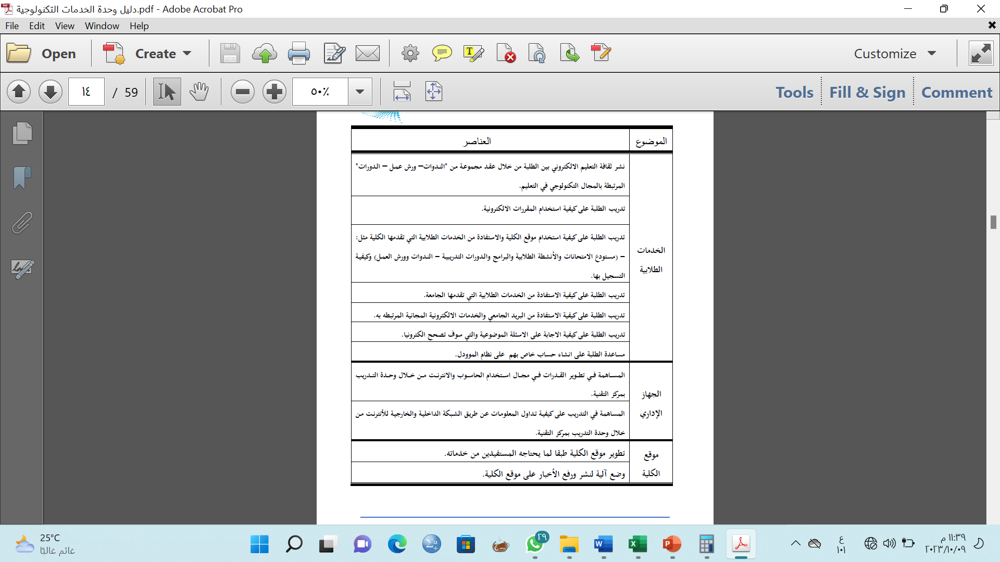 دليل وحدة الخدمات التكنولوجية.pdf - Adobe Acrobat Pro
File Edit View Window Help
Open Create Customize
١٤ / 59 ٥٠٪ Tools Fill & Sign Comment
الموضوع العناصر
نشر ثقافة التعليم الالكتروني بين الطلبة من خلال عقد مجموعة من "الندوات– ورش عمل – الدورات"
المرتبطة بالمجال التكنولوجي في التعليم.
تدريب الطلبة على كيفية استخدام المقررات الالكترونية.
تدريب الطلبة على كيفية استخدام موقع الكلية والاستفادة من الخدمات الطلابية التي تقدمها الكلية مثل:
الخدمات
– (مستودع الامتحانات والأنشطة الطلابية والبرامج والدورات التدريبية – الندوات وورش العمل) وكيفية
الطلابية
التسجيل بها.
تدريب الطلبة على كيفية الاستفادة من الخدمات الطلابية التي تقدمها الجامعة.
تدريب الطلبة على كيفية الاستفادة من البريد الجامعي والخدمات الالكترونية المجانية المرتبطه به.
تدريب الطلبة على كيفية الاجابة على الاسئلة الموضوعية والتي سوف تصحح الكترونيا.
مساعدة الطلبة على انشاء حساب خاص بهم على نظام الموودل.
المساهمة في تطوير القدرات في مجال استخدام الحاسوب والانترنت من خلال وحدة التدريب
الجهاز بمركز التقنية.
الإداري المساهمة في التدريب على كيفية تداول المعلومات عن طريق الشبكة الداخلية والخارجية للأنترنت من
خلال وحدة التدريب بمركز التقنية.
موقع تطوير موقع الكلية طبقا لما يحتاجه المستفيدين من خدماته.
الكلية وضع آلية لنشر ورفع الأخبار على موقع الكلية.
25°C
غائم غالبًا
٢٩
ع
١٠١
١١:٣٩ م
٢٠٢٣/١٠/٠٩